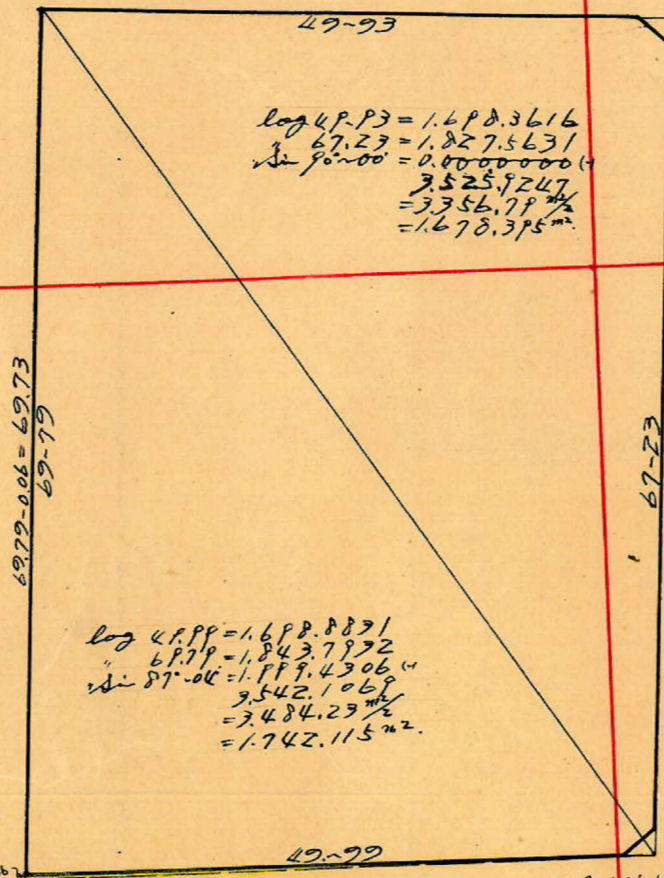 49~93
log 49.93 = 1.698.3616
" 67.23 = 1.827.5631
Sin 90°~00 = 0.0000000 (+
3.525.9247
= 3.356.79 m²/2
= 1.678.395 m².
69.79-0.06 = 69.73
69~79
67~23
log 49.99 = 1.698.8831
" 69.79 = 1.843.7932
Sin 87°~04' = 1.999.4306 (+
3.542.1069
= 3.484.23 m²/2
= 1.742.115 m².
49.~99